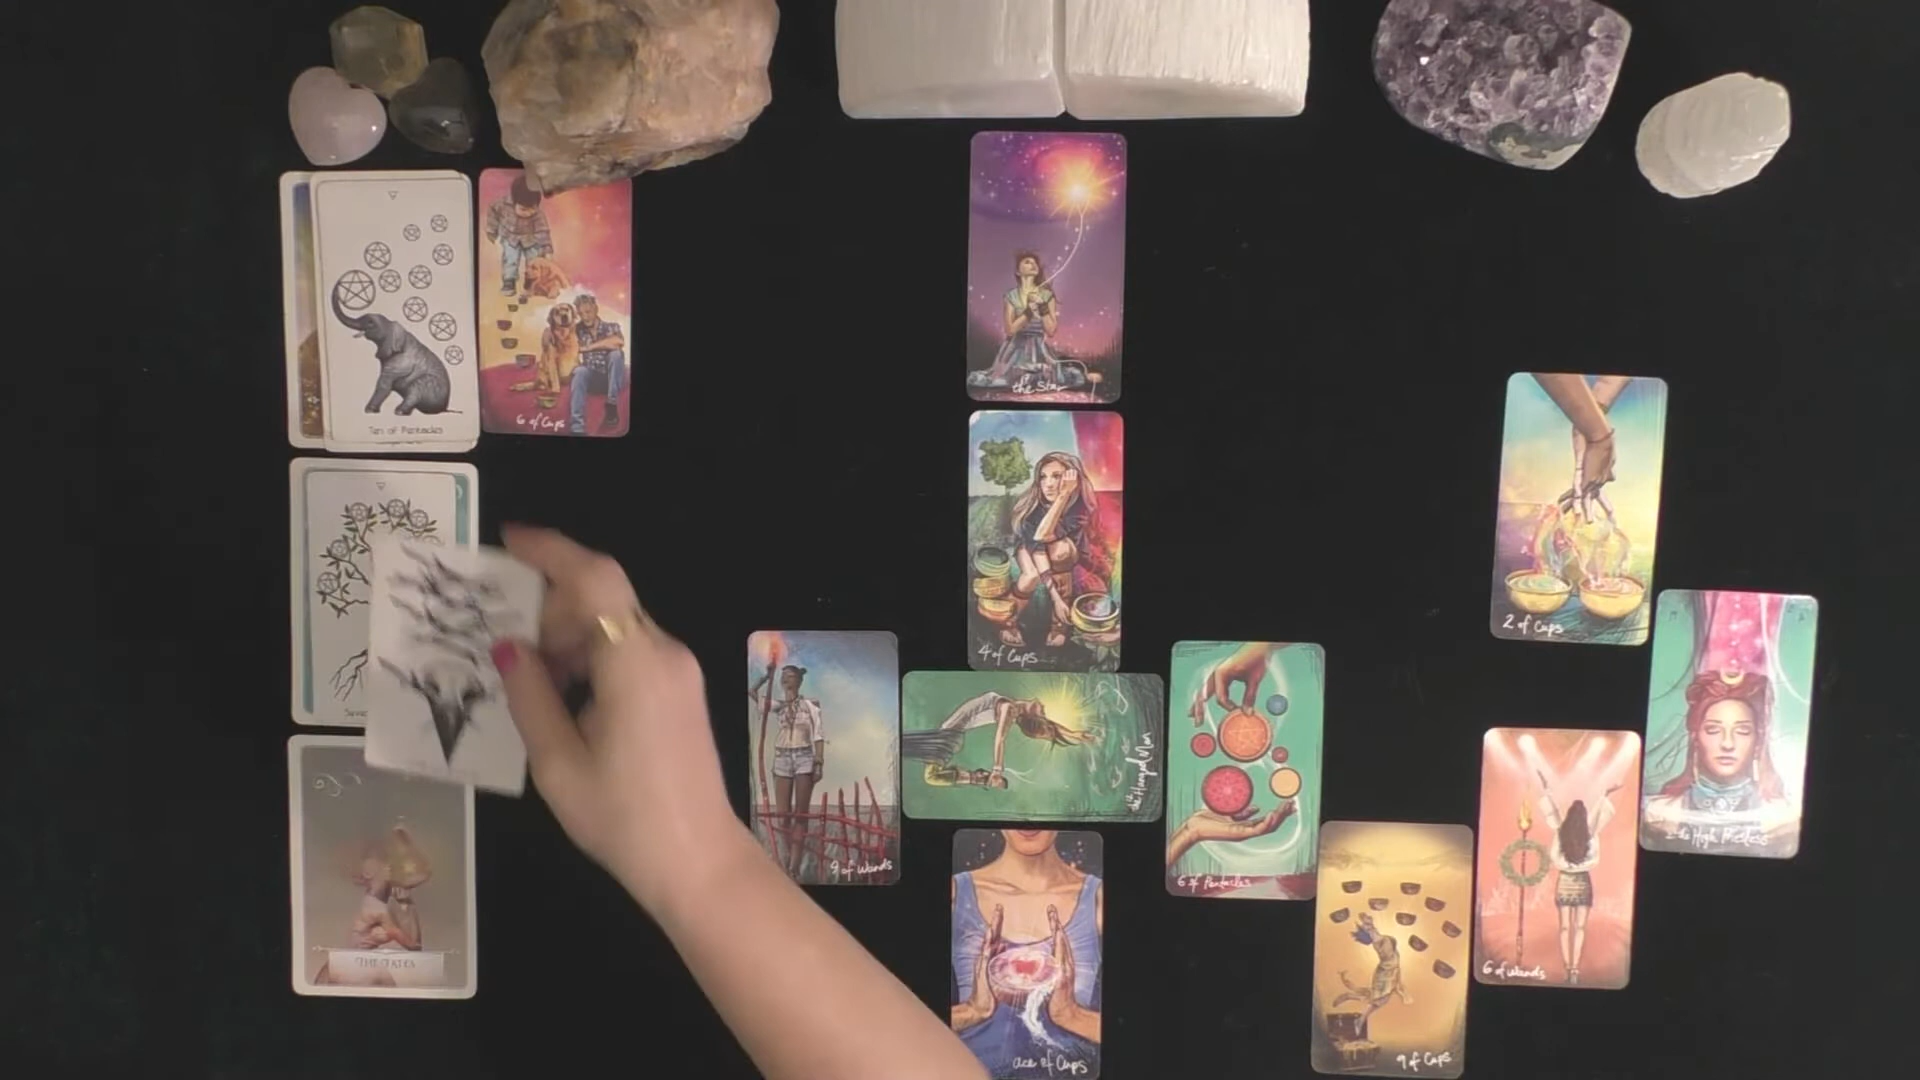 Ten of Pentacles
6 of Cups
the Star
4 of Cups
2 of Cups
9 of Wands
the Hanged Man
6 of Pentacles
2 the High Priestess
6 of Wands
THE FATES
ace of Cups
9 of Cups